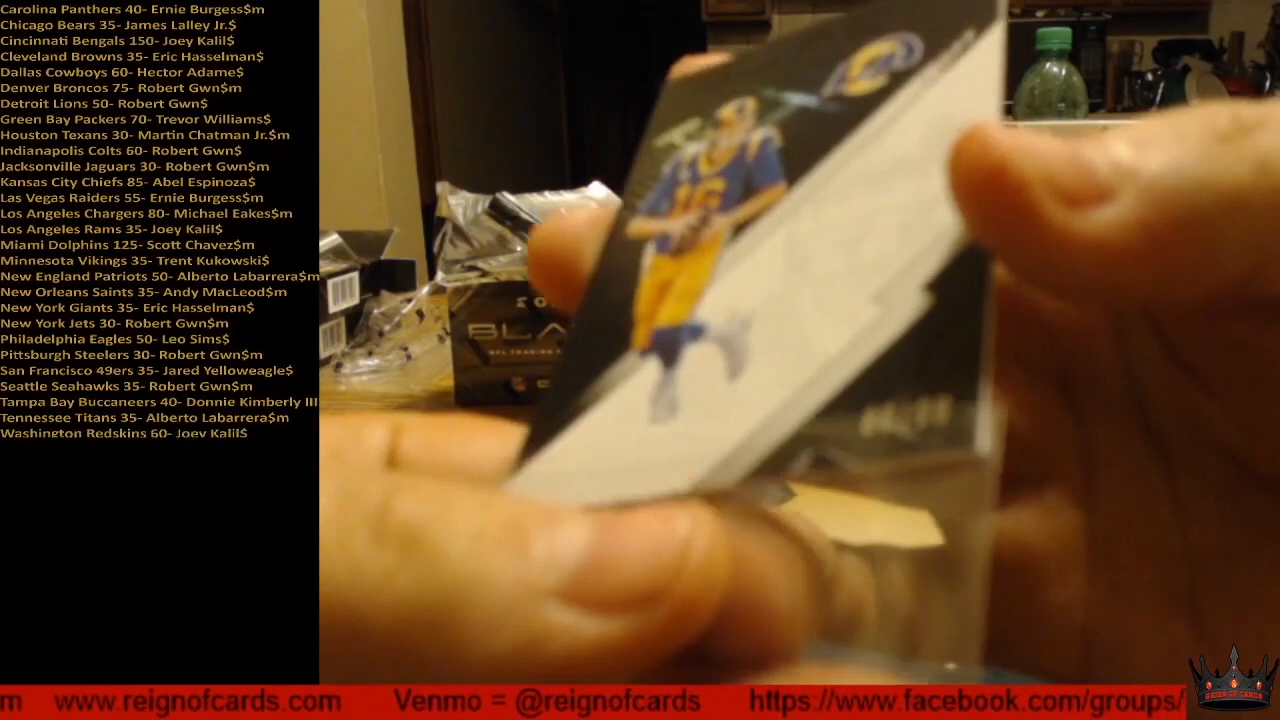 Carolina Panthers 40- Ernie Burgess$m
Chicago Bears 35- James Lalley Jr.$
Cincinnati Bengals 150- Joey Kalil$
Cleveland Browns 35- Eric Hasselman$
Dallas Cowboys 60- Hector Adame$
Denver Broncos 75- Robert Gwn$m
Detroit Lions 50- Robert Gwn$
Green Bay Packers 70- Trevor Williams$
Houston Texans 30- Martin Chatman Jr.$m
Indianapolis Colts 60- Robert Gwn$
Jacksonville Jaguars 30- Robert Gwn$m
Kansas City Chiefs 85- Abel Espinoza$
Las Vegas Raiders 55- Ernie Burgess$m
Los Angeles Chargers 80- Michael Eakes$m
Los Angeles Rams 35- Joey Kalil$
Miami Dolphins 125- Scott Chavez$m
Minnesota Vikings 35- Trent Kukowski$
New England Patriots 50- Alberto Labarrera$m
New Orleans Saints 35- Andy MacLeod$m
New York Giants 35- Eric Hasselman$
New York Jets 30- Robert Gwn$m
Philadelphia Eagles 50- Leo Sims$
Pittsburgh Steelers 30- Robert Gwn$m
San Francisco 49ers 35- Jared Yelloweagle$
Seattle Seahawks 35- Robert Gwn$m
Tampa Bay Buccaneers 40- Donnie Kimberly III
Tennessee Titans 35- Alberto Labarrera$m
Washington Redskins 60- Joey Kalil$
BLA
16
m www.reignofcards.com Venmo = @reignofcards https://www.facebook.com/groups/
REIGN OF CARDS